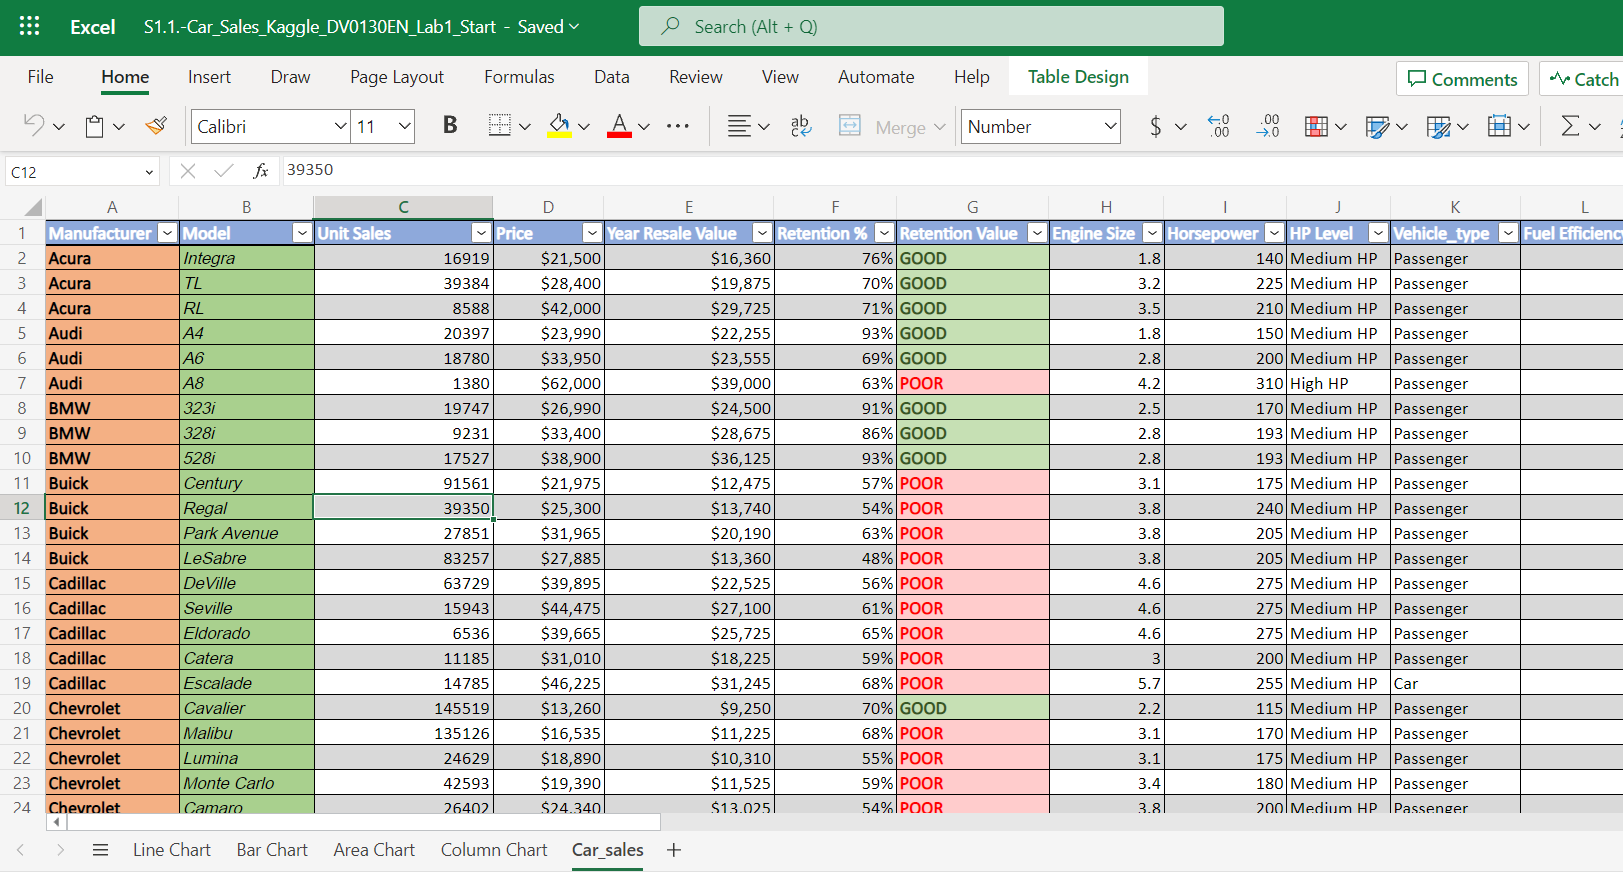 Excel S1.1.-Car_Sales_Kaggle_DV0130EN_Lab1_Start - Saved Search (Alt + Q)
File Home Insert Draw Page Layout Formulas Data Review View Automate Help Table Design Comments Catch
Calibri 11 B A ab c Merge Number $ ←0 .00 .00 →0 Σ
C12 fx 39350
A B C D E F G H I J K L
1 Manufacturer Model Unit Sales Price Year Resale Value Retention % Retention Value Engine Size Horsepower HP Level Vehicle_type Fuel Efficiency
2 Acura Integra 16919 $21,500 $16,360 76% GOOD 1.8 140 Medium HP Passenger
3 Acura TL 39384 $28,400 $19,875 70% GOOD 3.2 225 Medium HP Passenger
4 Acura RL 8588 $42,000 $29,725 71% GOOD 3.5 210 Medium HP Passenger
5 Audi A4 20397 $23,990 $22,255 93% GOOD 1.8 150 Medium HP Passenger
6 Audi A6 18780 $33,950 $23,555 69% GOOD 2.8 200 Medium HP Passenger
7 Audi A8 1380 $62,000 $39,000 63% POOR 4.2 310 High HP Passenger
8 BMW 323i 19747 $26,990 $24,500 91% GOOD 2.5 170 Medium HP Passenger
9 BMW 328i 9231 $33,400 $28,675 86% GOOD 2.8 193 Medium HP Passenger
10 BMW 528i 17527 $38,900 $36,125 93% GOOD 2.8 193 Medium HP Passenger
11 Buick Century 91561 $21,975 $12,475 57% POOR 3.1 175 Medium HP Passenger
12 Buick Regal 39350 $25,300 $13,740 54% POOR 3.8 240 Medium HP Passenger
13 Buick Park Avenue 27851 $31,965 $20,190 63% POOR 3.8 205 Medium HP Passenger
14 Buick LeSabre 83257 $27,885 $13,360 48% POOR 3.8 205 Medium HP Passenger
15 Cadillac DeVille 63729 $39,895 $22,525 56% POOR 4.6 275 Medium HP Passenger
16 Cadillac Seville 15943 $44,475 $27,100 61% POOR 4.6 275 Medium HP Passenger
17 Cadillac Eldorado 6536 $39,665 $25,725 65% POOR 4.6 275 Medium HP Passenger
18 Cadillac Catera 11185 $31,010 $18,225 59% POOR 3 200 Medium HP Passenger
19 Cadillac Escalade 14785 $46,225 $31,245 68% POOR 5.7 255 Medium HP Car
20 Chevrolet Cavalier 145519 $13,260 $9,250 70% GOOD 2.2 115 Medium HP Passenger
21 Chevrolet Malibu 135126 $16,535 $11,225 68% POOR 3.1 170 Medium HP Passenger
22 Chevrolet Lumina 24629 $18,890 $10,310 55% POOR 3.1 175 Medium HP Passenger
23 Chevrolet Monte Carlo 42593 $19,390 $11,525 59% POOR 3.4 180 Medium HP Passenger
24 Chevrolet Camaro 26402 $24,340 $13,025 54% POOR 3.8 200 Medium HP Passenger
Line Chart Bar Chart Area Chart Column Chart Car_sales +